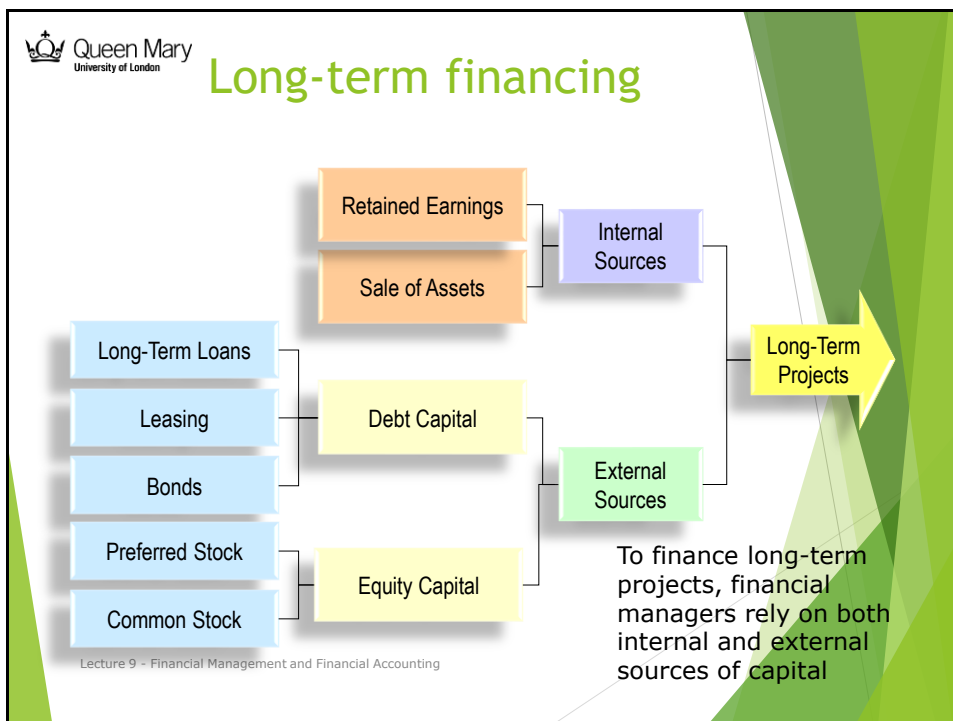 Queen Mary
University of London
Long-term financing
Retained Earnings
Sale of Assets
Internal
Sources
Long-Term Loans
Leasing
Bonds
Debt Capital
Preferred Stock
Common Stock
Equity Capital
External
Sources
Long-Term
Projects
To finance long-term
projects, financial
managers rely on both
internal and external
sources of capital
Lecture 9 - Financial Management and Financial Accounting